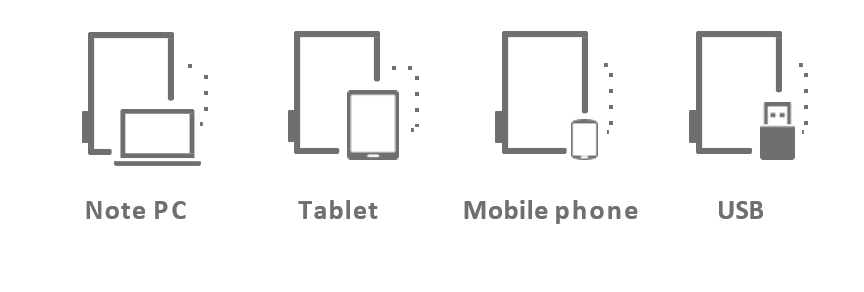 Note PC
Tablet
Mobile phone
USB